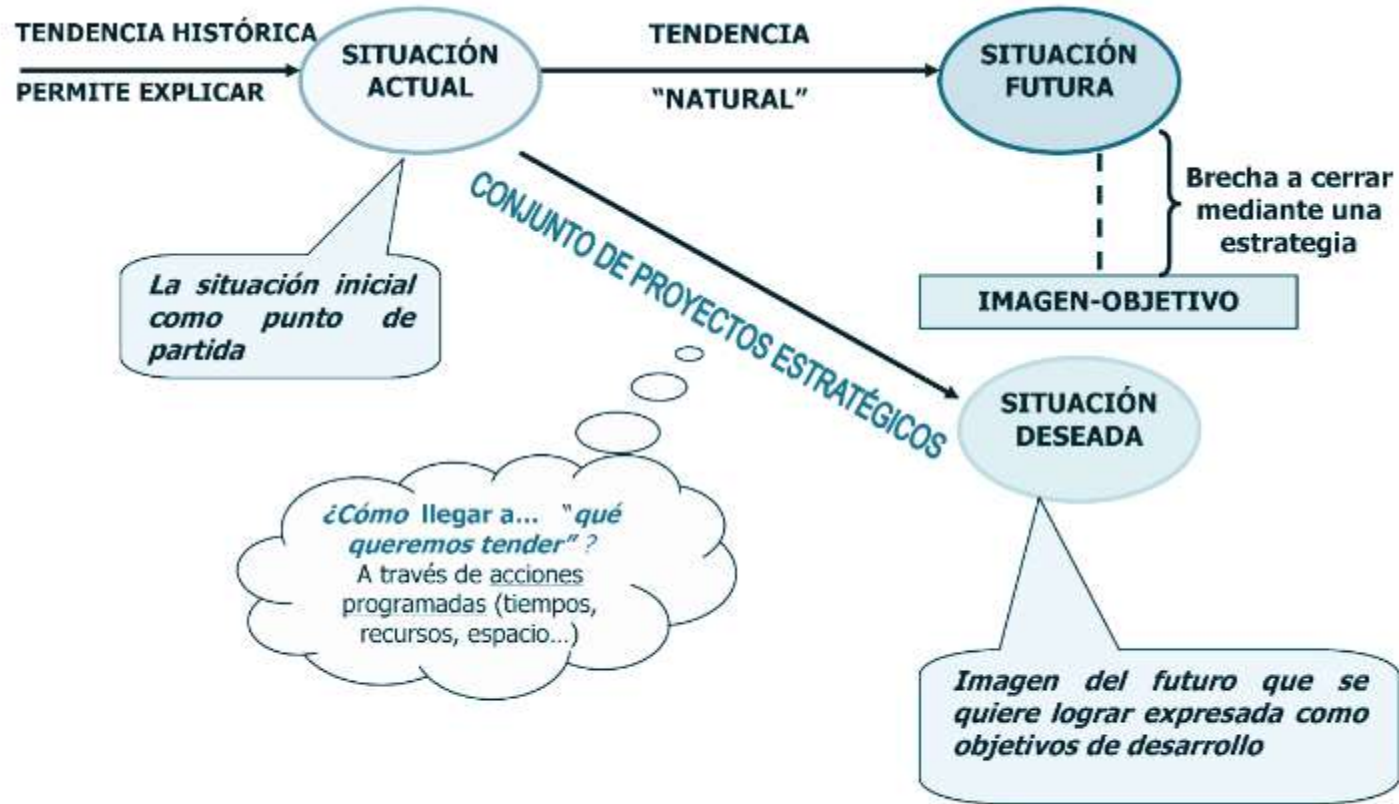 TENDENCIA HISTÓRICA
PERMITE EXPLICAR
SITUACIÓN
ACTUAL
TENDENCIA
"NATURAL"
SITUACIÓN
FUTURA
Brecha a cerrar
mediante una
estrategia
IMAGEN-OBJETIVO
La situación inicial
como punto de
partida
CONJUNTO DE PROYECTOS ESTRATÉGICOS
SITUACIÓN
DESEADA
¿Cómo llegar a... "qué
queremos tender" ?
A través de acciones
programadas (tiempos,
recursos, espacio...)
Imagen del futuro que se
quiere lograr expresada como
objetivos de desarrollo